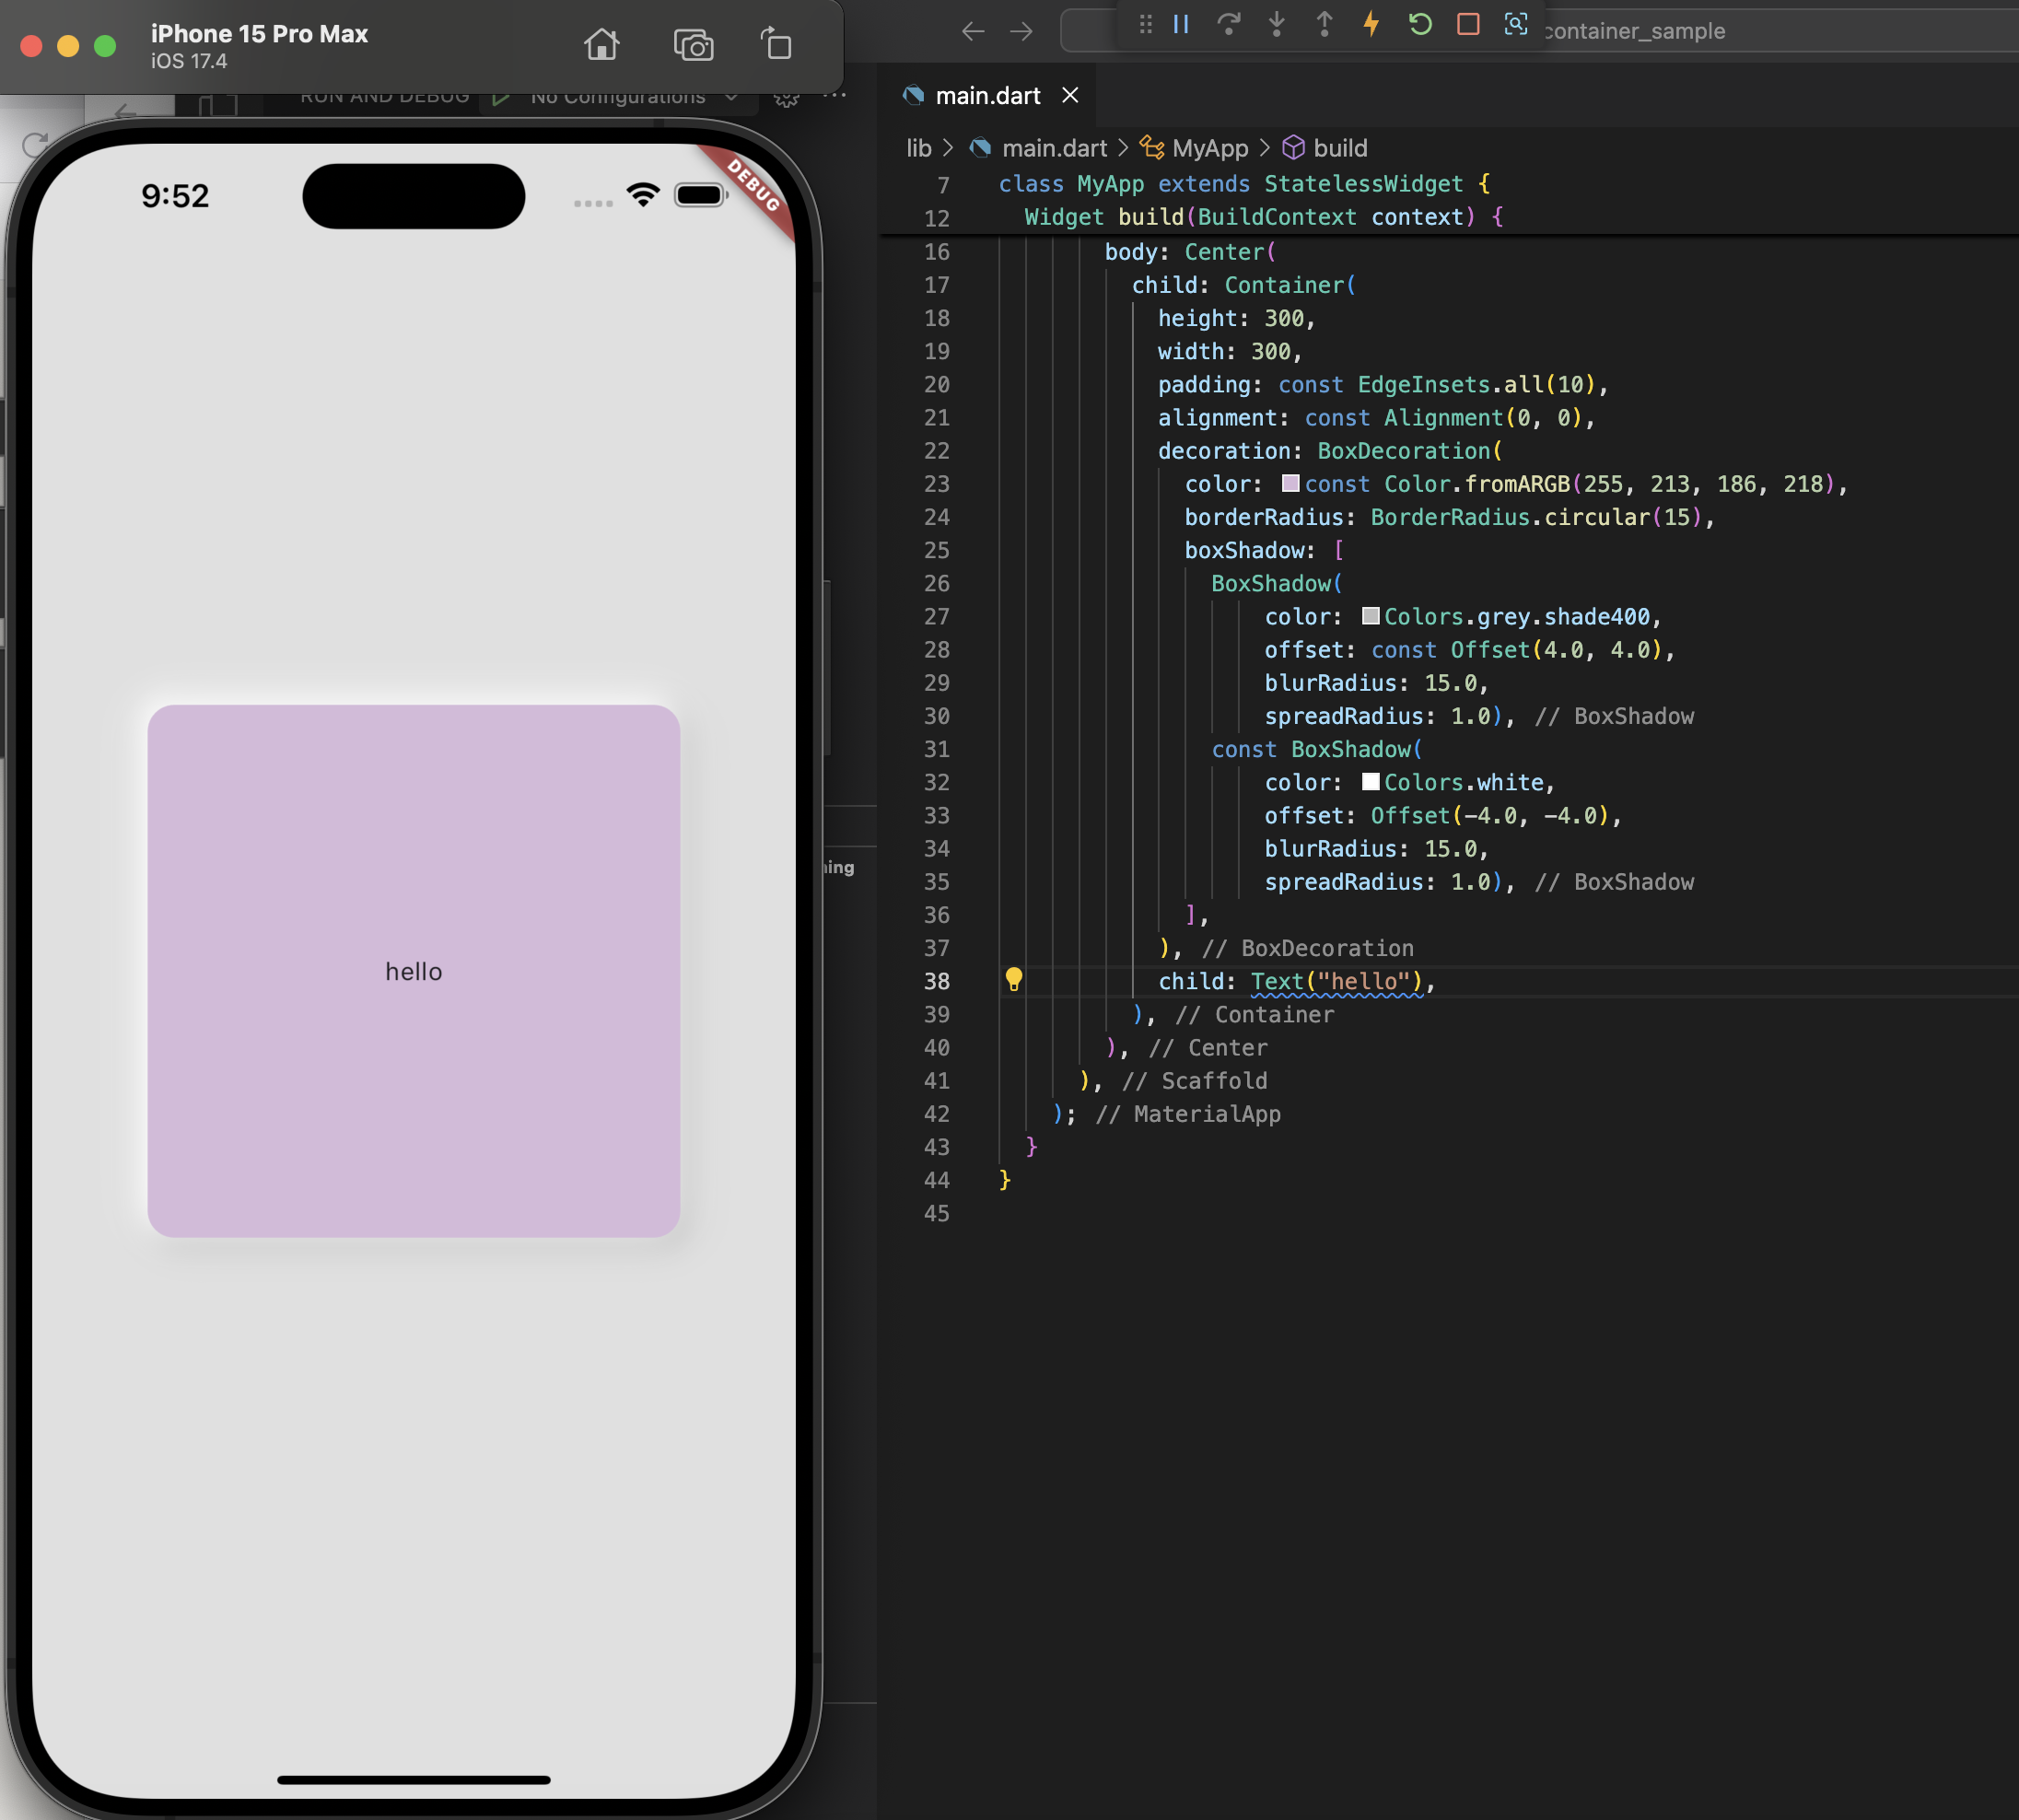 iPhone 15 Pro Max
iOS 17.4
RUN AND DEBUG No Configurations
9:52
DEBUG
hello
container_sample
main.dart
lib > main.dart > MyApp > build
7 class MyApp extends StatelessWidget {
12 Widget build(BuildContext context) {
16 body: Center(
17 child: Container(
18 height: 300,
19 width: 300,
20 padding: const EdgeInsets.all(10),
21 alignment: const Alignment(0, 0),
22 decoration: BoxDecoration(
23 color: const Color.fromARGB(255, 213, 186, 218),
24 borderRadius: BorderRadius.circular(15),
25 boxShadow: [
26 BoxShadow(
27 color: Colors.grey.shade400,
28 offset: const Offset(4.0, 4.0),
29 blurRadius: 15.0,
30 spreadRadius: 1.0), // BoxShadow
31 const BoxShadow(
32 color: Colors.white,
33 offset: Offset(-4.0, -4.0),
34 blurRadius: 15.0,
35 spreadRadius: 1.0), // BoxShadow
36 ],
37 ), // BoxDecoration
38 child: Text("hello"),
39 ), // Container
40 ), // Center
41 ), // Scaffold
42 ); // MaterialApp
43 }
44 }
45